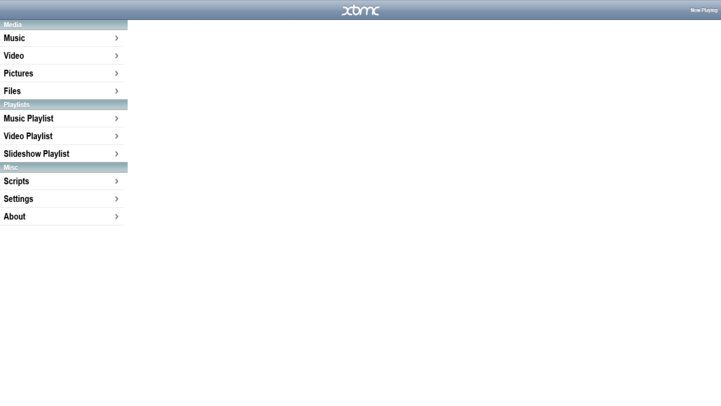 xbmc
Now Playing
Media
Music
Video
Pictures
Files
Playlists
Music Playlist
Video Playlist
Slideshow Playlist
Misc
Scripts
Settings
About